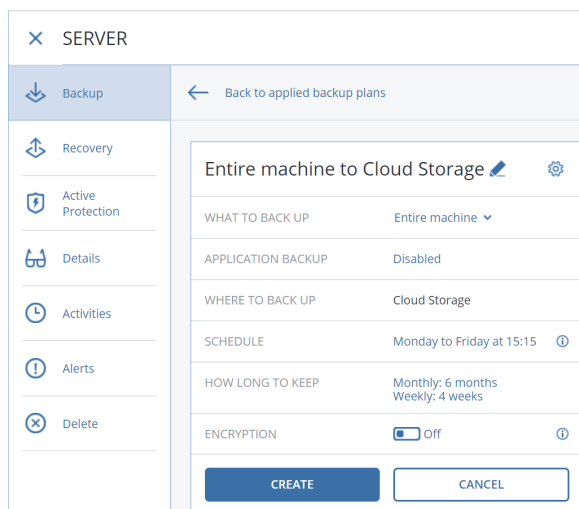 SERVER
Backup
Back to applied backup plans
Recovery
Active
Protection
Details
Activities
Alerts
Delete
Entire machine to Cloud Storage
WHAT TO BACK UP Entire machine
APPLICATION BACKUP Disabled
WHERE TO BACK UP Cloud Storage
SCHEDULE Monday to Friday at 15:15
HOW LONG TO KEEP Monthly: 6 months
Weekly: 4 weeks
ENCRYPTION Off
CREATE CANCEL